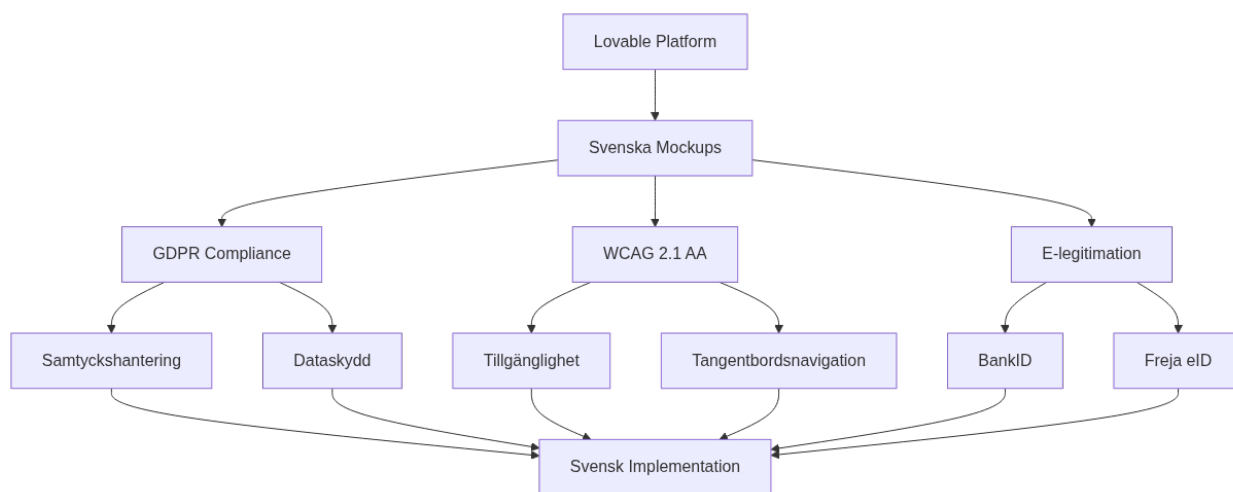 Lovable Platform
Svenska Mockups
GDPR Compliance
WCAG 2.1 AA
E-legitimation
Samtyckshantering
Dataskydd
Tillgänglighet
Tangentbordsnavigation
BankID
Freja eID
Svensk Implementation